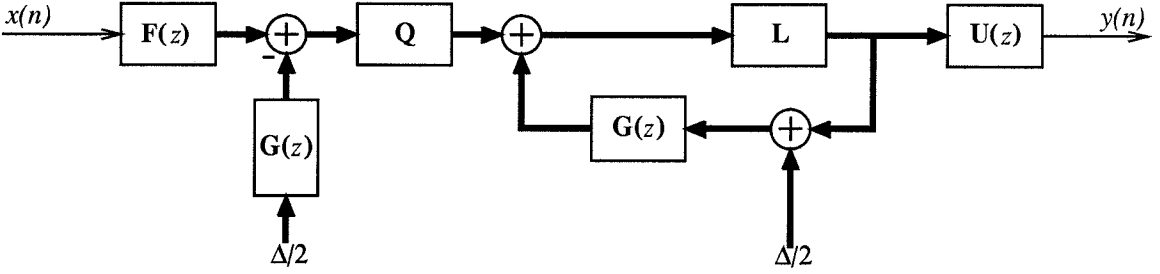 x(n)
F(z)
+
-
Q
+
L
U(z)
y(n)
G(z)
G(z)
+
Δ/2
Δ/2